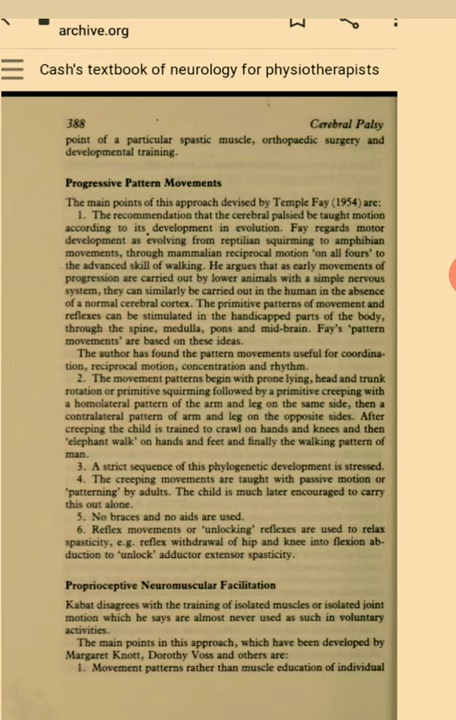 archive.org
Cash's textbook of neurology for physiotherapists
388 Cerebral Palsy
point of a particular spastic muscle, orthopaedic surgery and
developmental training.
Progressive Pattern Movements
The main points of this approach devised by Temple Fay (1954) are:
1. The recommendation that the cerebral palsied be taught motion
according to its development in evolution. Fay regards motor
development as evolving from reptilian squirming to amphibian
movements, through mammalian reciprocal motion 'on all fours' to
the advanced skill of walking. He argues that as early movements of
progression are carried out by lower animals with a simple nervous
system, they can similarly be carried out in the human in the absence
of a normal cerebral cortex. The primitive patterns of movement and
reflexes can be stimulated in the handicapped parts of the body,
through the spine, medulla, pons and mid-brain. Fay's 'pattern
movements' are based on these ideas.
The author has found the pattern movements useful for coordina-
tion, reciprocal motion, concentration and rhythm.
2. The movement patterns begin with prone lying, head and trunk
rotation or primitive squirming followed by a primitive creeping with
a homolateral pattern of the arm and leg on the same side, then a
contralateral pattern of arm and leg on the opposite sides. After
creeping the child is trained to crawl on hands and knees and then
'elephant walk' on hands and feet and finally the walking pattern of
man.
3. A strict sequence of this phylogenetic development is stressed.
4. The creeping movements are taught with passive motion or
'patterning' by adults. The child is much later encouraged to carry
this out alone.
5. No braces and no aids are used.
6. Reflex movements or 'unlocking' reflexes are used to relax
spasticity, e.g. reflex withdrawal of hip and knee into flexion ab-
duction to 'unlock' adductor extensor spasticity.
Proprioceptive Neuromuscular Facilitation
Kabat disagrees with the training of isolated muscles or isolated joint
motion which he says are almost never used as such in voluntary
activities.
The main points in this approach, which have been developed by
Margaret Knott, Dorothy Voss and others are:
1. Movement patterns rather than muscle education of individual